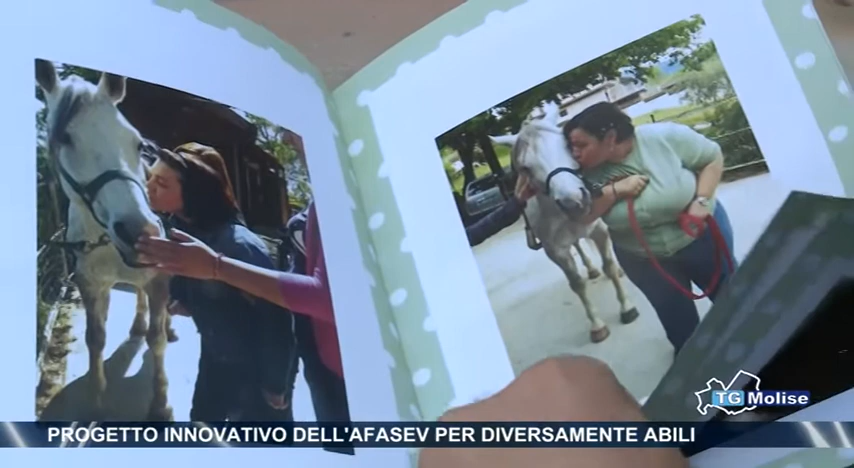 TG Molise
PROGETTO INNOVATIVO DELL'AFASEV PER DIVERSAMENTE ABILI